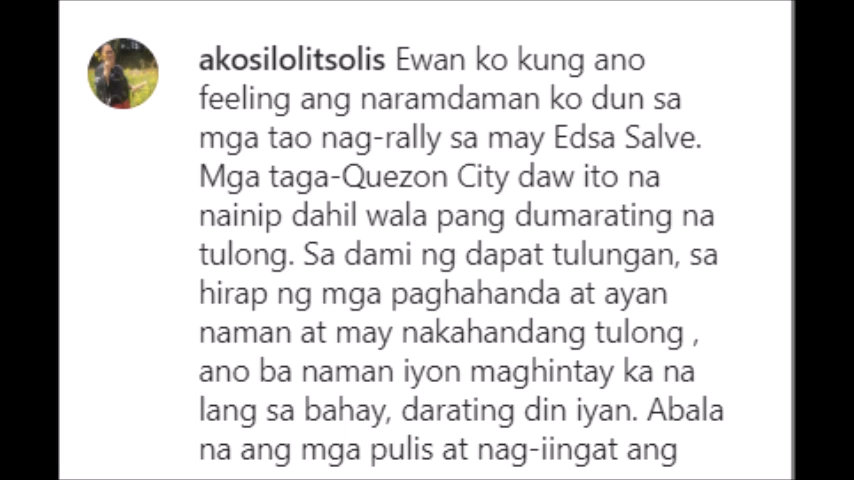 akosilolitsolis Ewan ko kung ano
feeling ang naramdaman ko dun sa
mga tao nag-rally sa may Edsa Salve.
Mga taga-Quezon City daw ito na
nainip dahil wala pang dumarating na
tulong. Sa dami ng dapat tulungan, sa
hirap ng mga paghahanda at ayan
naman at may nakahandang tulong ,
ano ba naman iyon maghintay ka na
lang sa bahay, darating din iyan. Abala
na ang mga pulis at nag-iingat ang